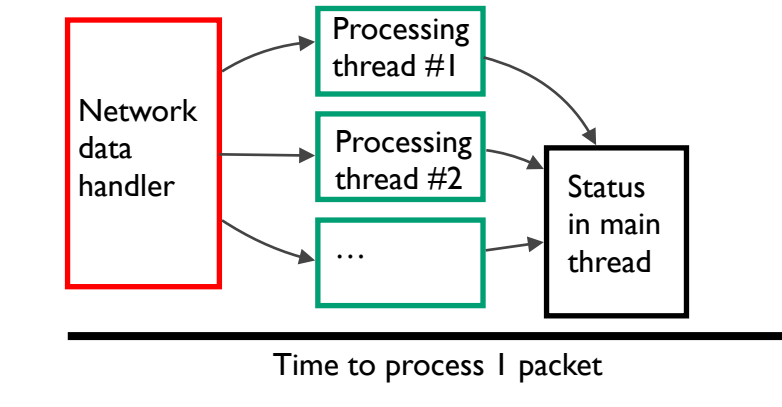 Network
data
handler
Processing
thread #1
Processing
thread #2
...
Status
in main
thread
Time to process 1 packet